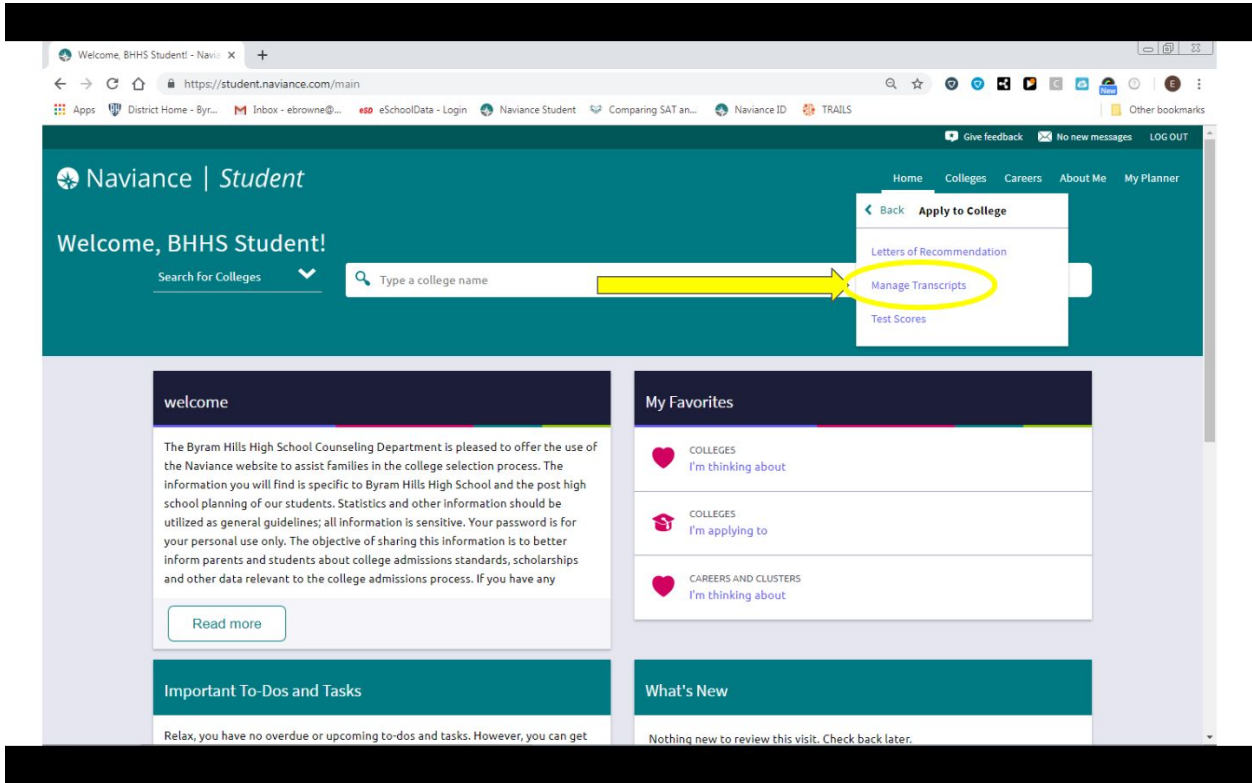 Welcome, BHHS Student! - Navia
https://student.naviance.com/main
New
E
Apps District Home - Byr... Inbox - ebrowne@... esD eSchoolData - Login Naviance Student Comparing SAT an... Naviance ID TRAILS Other bookmarks
Give feedback No new messages LOG OUT
Naviance | Student
Home Colleges Careers About Me My Planner
Back Apply to College
Welcome, BHHS Student!
Letters of Recommendation
Search for Colleges Type a college name
Manage Transcripts
Test Scores
welcome
The Byram Hills High School Counseling Department is pleased to offer the use of
the Naviance website to assist families in the college selection process. The
information you will find is specific to Byram Hills High School and the post high
school planning of our students. Statistics and other information should be
utilized as general guidelines; all information is sensitive. Your password is for
your personal use only. The objective of sharing this information is to better
inform parents and students about college admissions standards, scholarships
and other data relevant to the college admissions process. If you have any
Read more
My Favorites
COLLEGES
I'm thinking about
COLLEGES
I'm applying to
CAREERS AND CLUSTERS
I'm thinking about
Important To-Dos and Tasks
Relax, you have no overdue or upcoming to-dos and tasks. However, you can get
What's New
Nothing new to review this visit. Check back later.